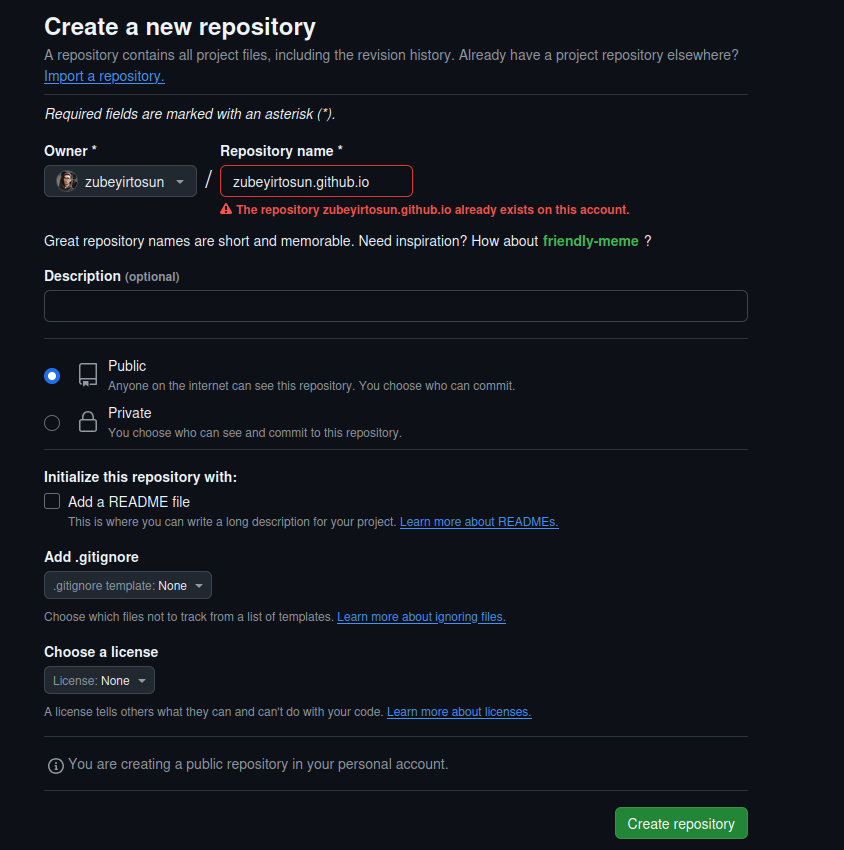 Create a new repository
A repository contains all project files, including the revision history. Already have a project repository elsewhere?
Import a repository.
Required fields are marked with an asterisk (*).
Owner *
Repository name *
zubeyirtosun
/
zubeyirtosun.github.io
The repository zubeyirtosun.github.io already exists on this account.
Great repository names are short and memorable. Need inspiration? How about friendly-meme ?
Description (optional)
Public
Anyone on the internet can see this repository. You choose who can commit.
Private
You choose who can see and commit to this repository.
Initialize this repository with:
Add a README file
This is where you can write a long description for your project. Learn more about READMEs.
Add .gitignore
.gitignore template: None
Choose which files not to track from a list of templates. Learn more about ignoring files.
Choose a license
License: None
A license tells others what they can and can't do with your code. Learn more about licenses.
You are creating a public repository in your personal account.
Create repository